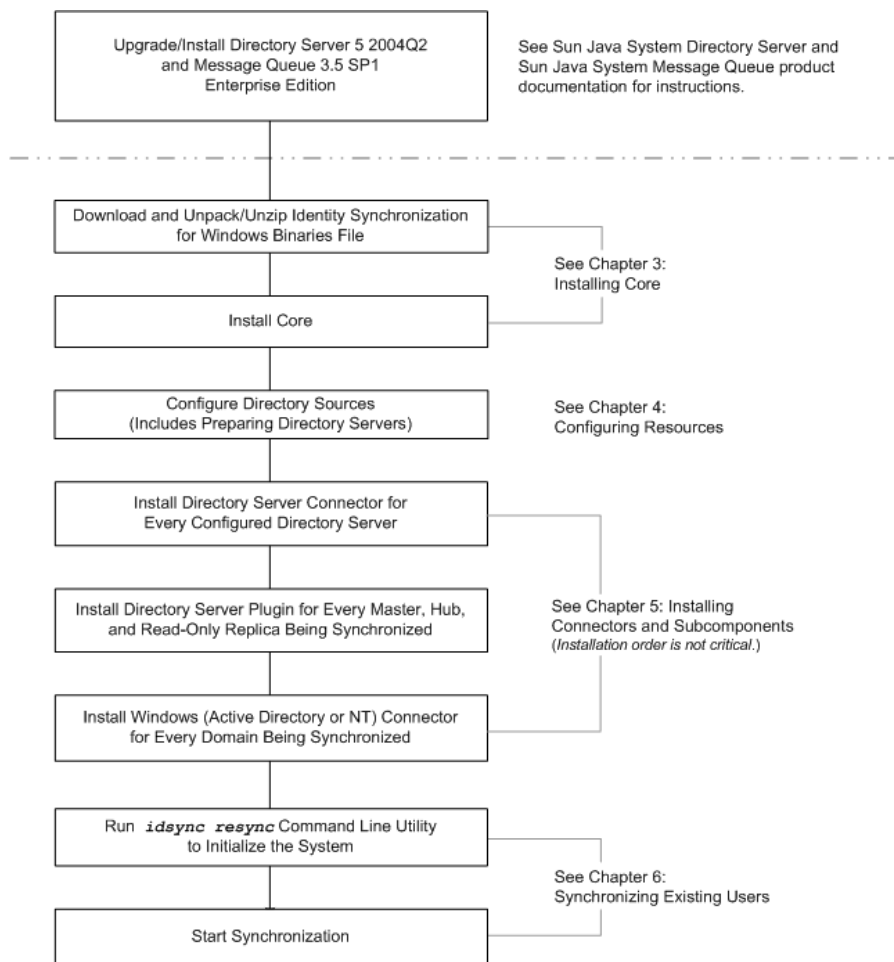 Upgrade/Install Directory Server 5 2004Q2
and Message Queue 3.5 SP1
Enterprise Edition
See Sun Java System Directory Server and
Sun Java System Message Queue product
documentation for instructions.
Download and Unpack/Unzip Identity Synchronization
for Windows Binaries File
See Chapter 3:
Installing Core
Install Core
Configure Directory Sources
(Includes Preparing Directory Servers)
See Chapter 4:
Configuring Resources
Install Directory Server Connector for
Every Configured Directory Server
Install Directory Server Plugin for Every Master, Hub,
and Read-Only Replica Being Synchronized
See Chapter 5: Installing
Connectors and Subcomponents
(Installation order is not critical.)
Install Windows (Active Directory or NT) Connector
for Every Domain Being Synchronized
Run idsync resync Command Line Utility
to Initialize the System
See Chapter 6:
Synchronizing Existing Users
Start Synchronization